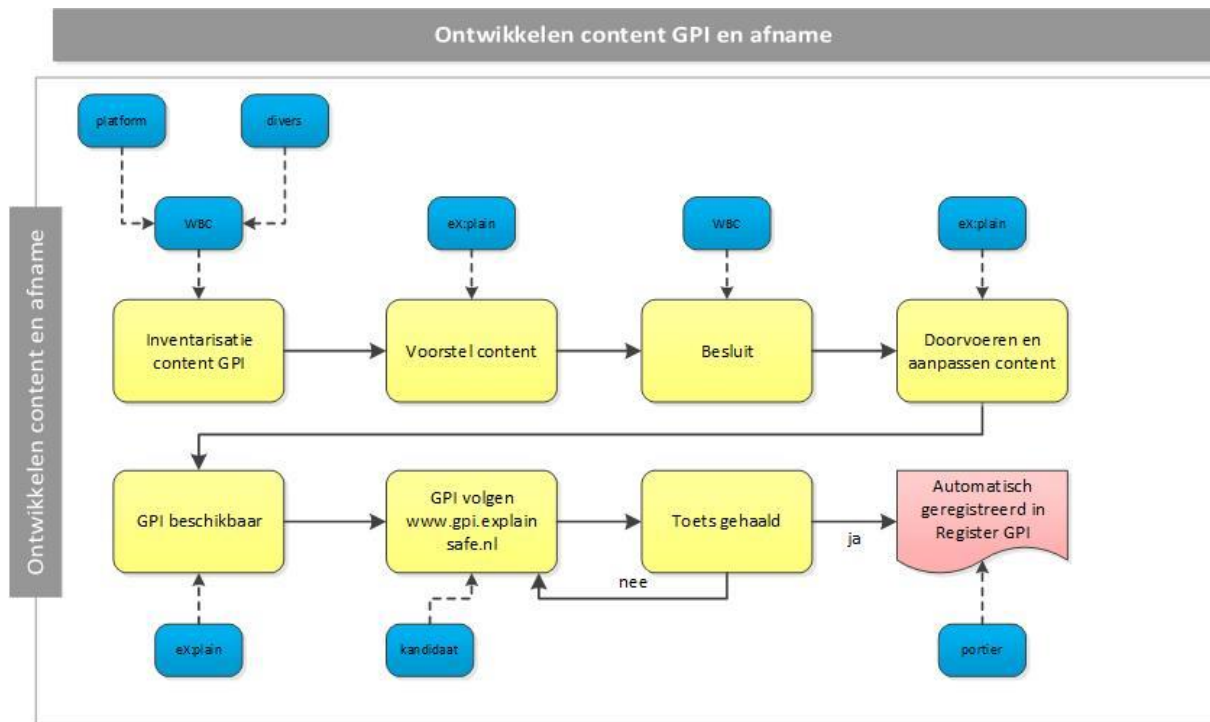 Ontwikkelen content GPI en afname
Ontwikkelen content en afname
platform
divers
WBC
eX:plain
WBC
eX:plain
Inventarisatie
content GPI
Voorstel content
Besluit
Doorvoeren en
aanpassen content
GPI beschikbaar
GPI volgen
www.gpi.explain
safe.nl
Toets gehaald
ja
Automatisch
geregistreerd in
Register GPI
nee
eX:plain
kandidaat
portier